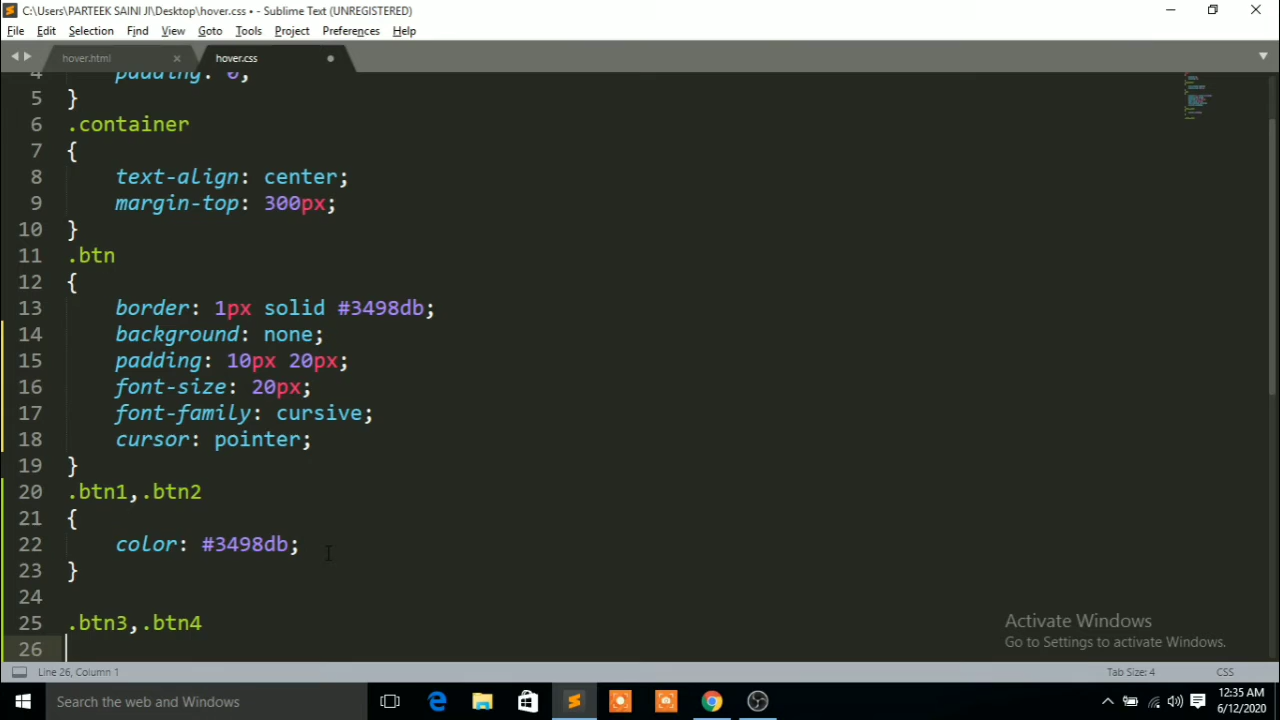 C:\Users\PARTEEK SAINI JI\Desktop\hover.css • - Sublime Text (UNREGISTERED)
File Edit Selection Find View Goto Tools Project Preferences Help
hover.html hover.css
4 padding: 0;
5 }
6 .container
7 {
8 text-align: center;
9 margin-top: 300px;
10 }
11 .btn
12 {
13 border: 1px solid #3498db;
14 background: none;
15 padding: 10px 20px;
16 font-size: 20px;
17 font-family: cursive;
18 cursor: pointer;
19 }
20 .btn1,.btn2
21 {
22 color: #3498db;
23 }
24
25 .btn3,.btn4
26
Activate Windows
Go to Settings to activate Windows.
Line 26, Column 1 Tab Size: 4 CSS
Search the web and Windows
12:35 AM
6/12/2020